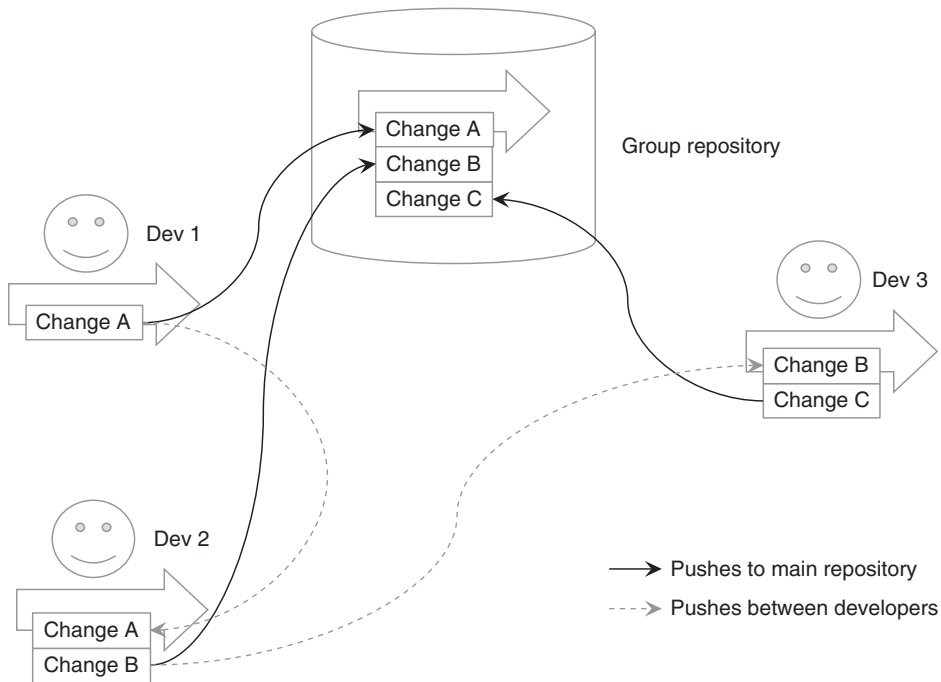 Change A
Change B
Change C
Group repository
Dev 1
Change A
Dev 3
Change B
Change C
Dev 2
Change A
Change B
Pushes to main repository
Pushes between developers